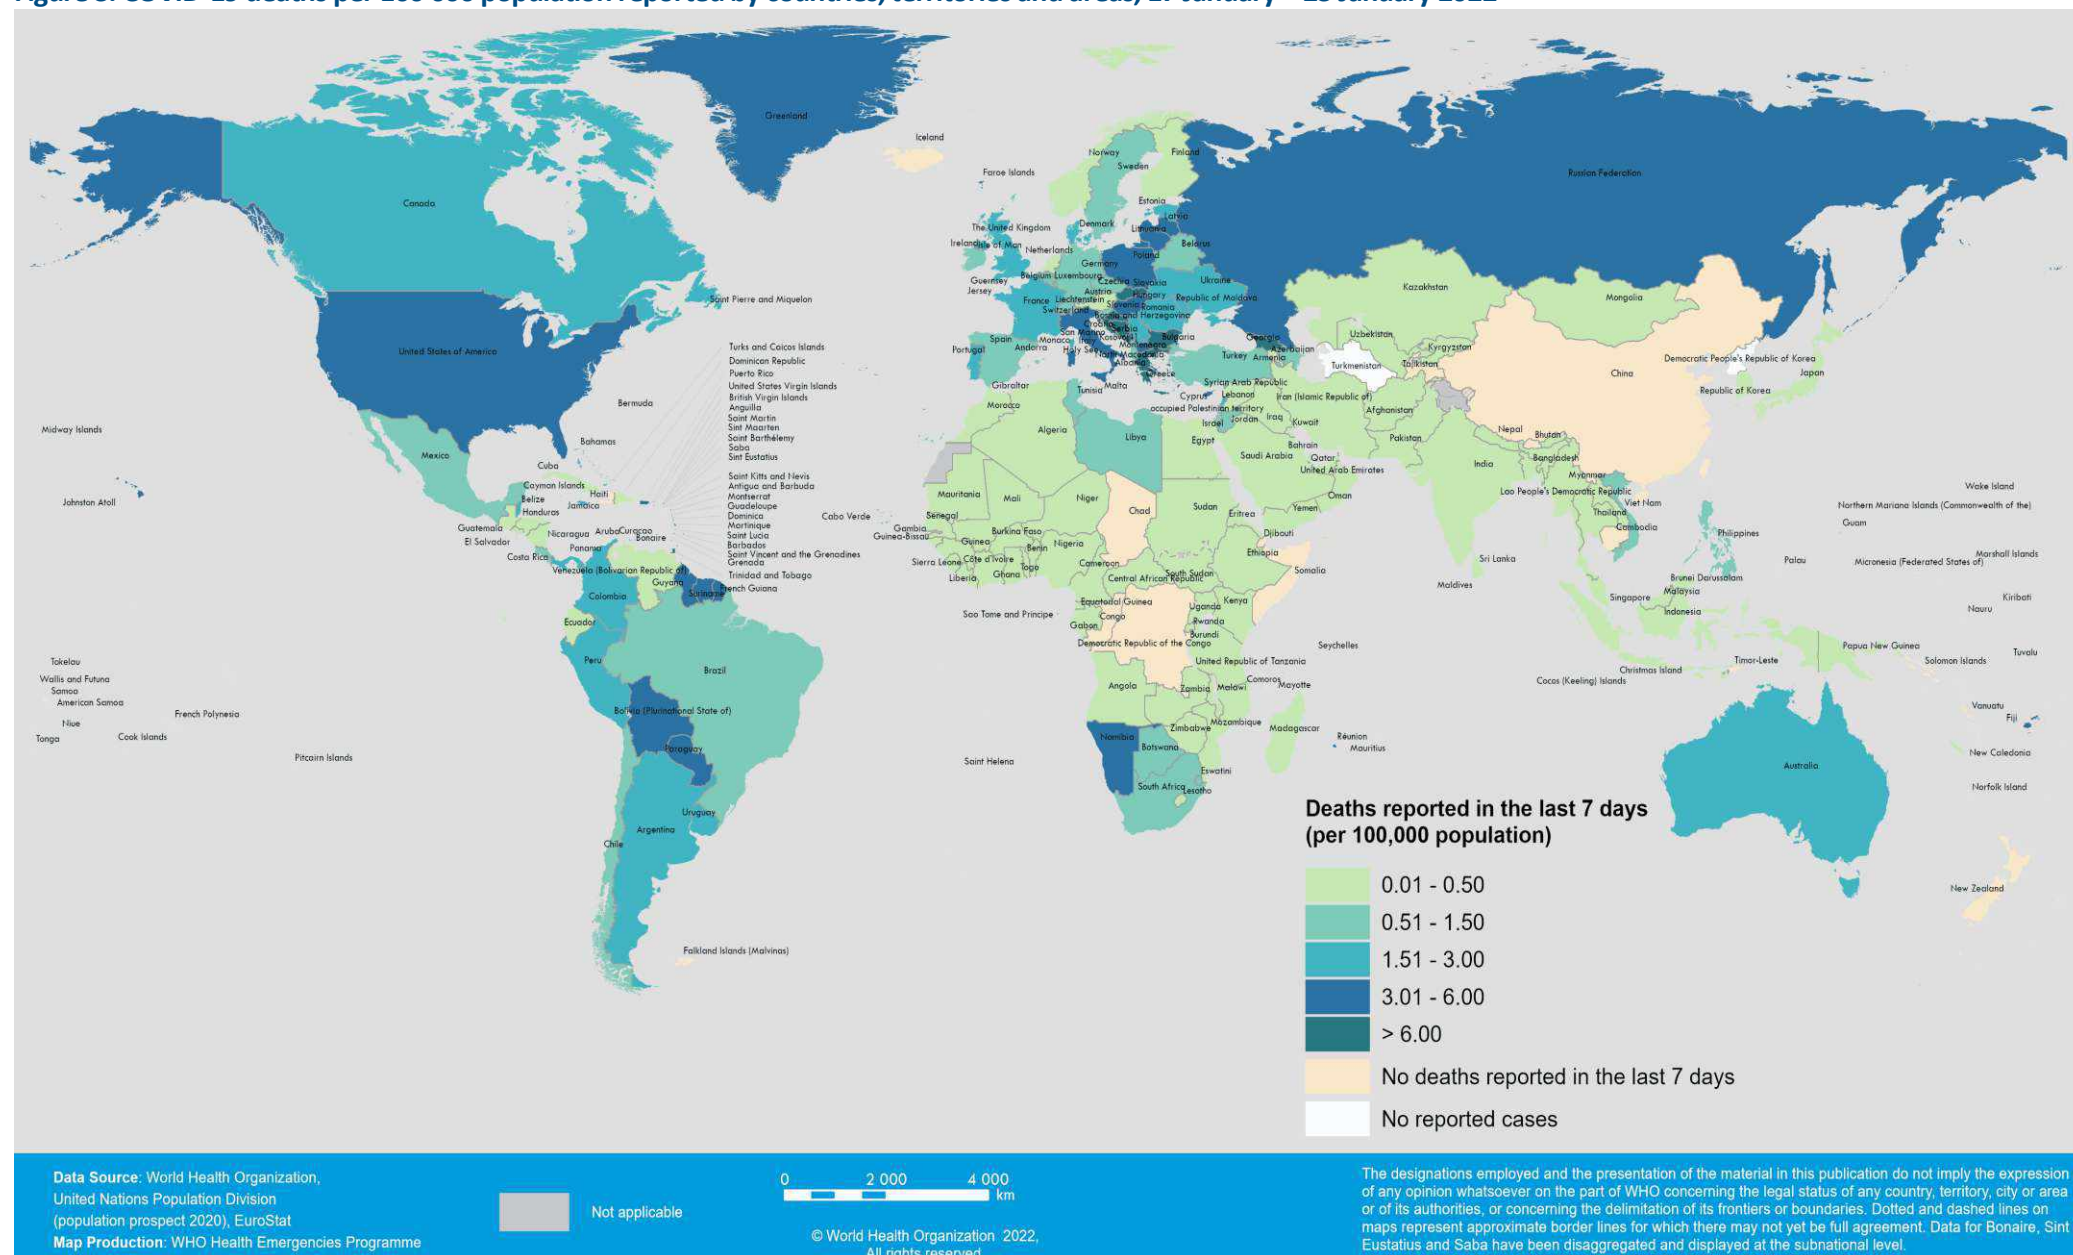 Greenland
Iceland
Faroe Islands
Norway
Finland
Sweden
Russian Federation
Canada
Estonia
Latvia
Denmark
Lithuania
The United Kingdom
Ireland
Isle of Man
Netherlands
Belarus
Poland
Germany
Belgium
Luxembourg
Guernsey
Jersey
Czechia
Slovakia
Ukraine
Austria
Hungary
Republic of Moldova
France
Liechtenstein
Switzerland
Slovenia
Romania
Bosnia and Herzegovina
Croatia
Serbia
San Marino
Kosovo
Italy
Montenegro
Bulgaria
Georgia
Spain
Monaco
Andorra
Holy See
North Macedonia
Albania
Portugal
Turkey
Armenia
Azerbaijan
Greece
Kazakhstan
Mongolia
Uzbekistan
Kyrgyzstan
Turkmenistan
Tajikistan
China
Democratic People's Republic of Korea
Japan
Republic of Korea
Saint Pierre and Miquelon
United States of America
Turks and Caicos Islands
Dominican Republic
Puerto Rico
United States Virgin Islands
British Virgin Islands
Anguilla
Saint Martin
Sint Maarten
Saint Barthélemy
Saba
Sint Eustatius
Saint Kitts and Nevis
Antigua and Barbuda
Montserrat
Guadeloupe
Dominica
Martinique
Saint Lucia
Barbados
Saint Vincent and the Grenadines
Grenada
Trinidad and Tobago
French Guiana
Bermuda
Midway Islands
Bahamas
Mexico
Cuba
Cayman Islands
Haiti
Belize
Jamaica
Honduras
Johnston Atoll
Guatemala
El Salvador
Nicaragua
Aruba
Curaçao
Bonaire
Costa Rica
Panama
Venezuela (Bolivarian Republic of)
Guyana
Suriname
Colombia
Ecuador
Peru
Brazil
Bolivia (Plurinational State of)
Paraguay
Uruguay
Argentina
Chile
Falkland Islands (Malvinas)
Tokelau
Wallis and Futuna
Samoa
American Samoa
Niue
Tonga
Cook Islands
French Polynesia
Pitcairn Islands
Gibraltar
Tunisia
Malta
Cyprus
Syrian Arab Republic
Lebanon
Iran (Islamic Republic of)
occupied Palestinian territory
Israel
Jordan
Iraq
Kuwait
Afghanistan
Morocco
Algeria
Libya
Egypt
Saudi Arabia
Bahrain
Qatar
United Arab Emirates
Oman
Pakistan
Nepal
Bhutan
India
Bangladesh
Myanmar
Lao People's Democratic Republic
Viet Nam
Thailand
Cambodia
Philippines
Mauritania
Mali
Niger
Chad
Sudan
Eritrea
Yemen
Cabo Verde
Senegal
Gambia
Guinea-Bissau
Guinea
Burkina Faso
Benin
Nigeria
Djibouti
Ethiopia
Sierra Leone
Côte d'Ivoire
Togo
Ghana
Liberia
Cameroon
Central African Republic
South Sudan
Somalia
Sri Lanka
Maldives
Sao Tome and Principe
Equatorial Guinea
Congo
Gabon
Uganda
Kenya
Rwanda
Burundi
Democratic Republic of the Congo
United Republic of Tanzania
Seychelles
Angola
Zambia
Malawi
Comoros
Mayotte
Mozambique
Zimbabwe
Madagascar
Namibia
Botswana
Réunion
Mauritius
Saint Helena
Eswatini
South Africa
Lesotho
Brunei Darussalam
Malaysia
Singapore
Indonesia
Christmas Island
Cocos (Keeling) Islands
Timor-Leste
Papua New Guinea
Solomon Islands
Palau
Wake Island
Northern Mariana Islands (Commonwealth of the)
Guam
Marshall Islands
Micronesia (Federated States of)
Kiribati
Nauru
Tuvalu
Vanuatu
Fiji
New Caledonia
Norfolk Island
Australia
New Zealand
Deaths reported in the last 7 days
(per 100,000 population)
0.01 - 0.50
0.51 - 1.50
1.51 - 3.00
3.01 - 6.00
> 6.00
No deaths reported in the last 7 days
No reported cases
Data Source: World Health Organization,
United Nations Population Division
(population prospect 2020), EuroStat
Map Production: WHO Health Emergencies Programme
Not applicable
0 2 000 4 000
km
© World Health Organization 2022,
All rights reserved
The designations employed and the presentation of the material in this publication do not imply the expression
of any opinion whatsoever on the part of WHO concerning the legal status of any country, territory, city or area
or of its authorities, or concerning the delimitation of its frontiers or boundaries. Dotted and dashed lines on
maps represent approximate border lines for which there may not yet be full agreement. Data for Bonaire, Sint
Eustatius and Saba have been disaggregated and displayed at the subnational level.